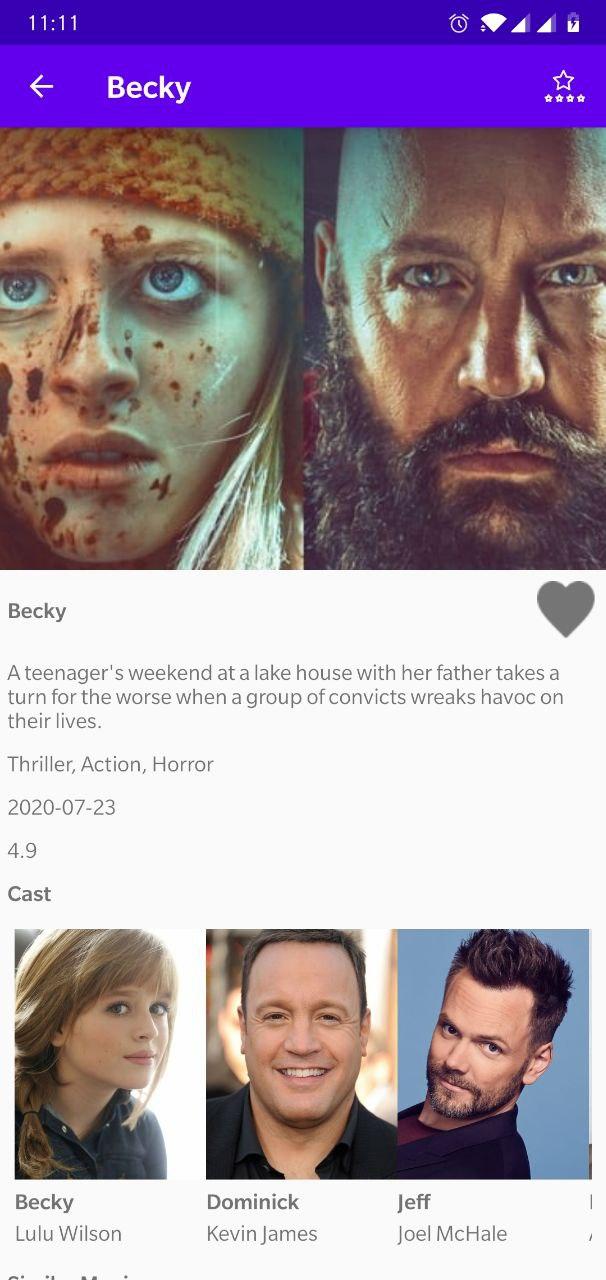 11:11
Becky
Becky
A teenager's weekend at a lake house with her father takes a
turn for the worse when a group of convicts wreaks havoc on
their lives.
Thriller, Action, Horror
2020-07-23
4.9
Cast
Becky
Dominick
Jeff
Lulu Wilson
Kevin James
Joel McHale